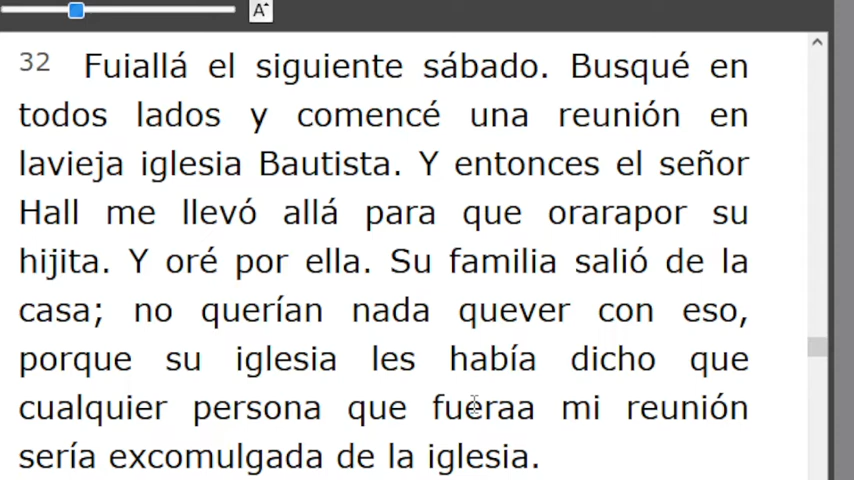 A
32 Fuiallá el siguiente sábado. Busqué en
todos lados y comencé una reunión en
lavieja iglesia Bautista. Y entonces el señor
Hall me llevó allá para que orarapor su
hijita. Y oré por ella. Su familia salió de la
casa; no querían nada quever con eso,
porque su iglesia les había dicho que
cualquier persona que fueraa mi reunión
sería excomulgada de la iglesia.